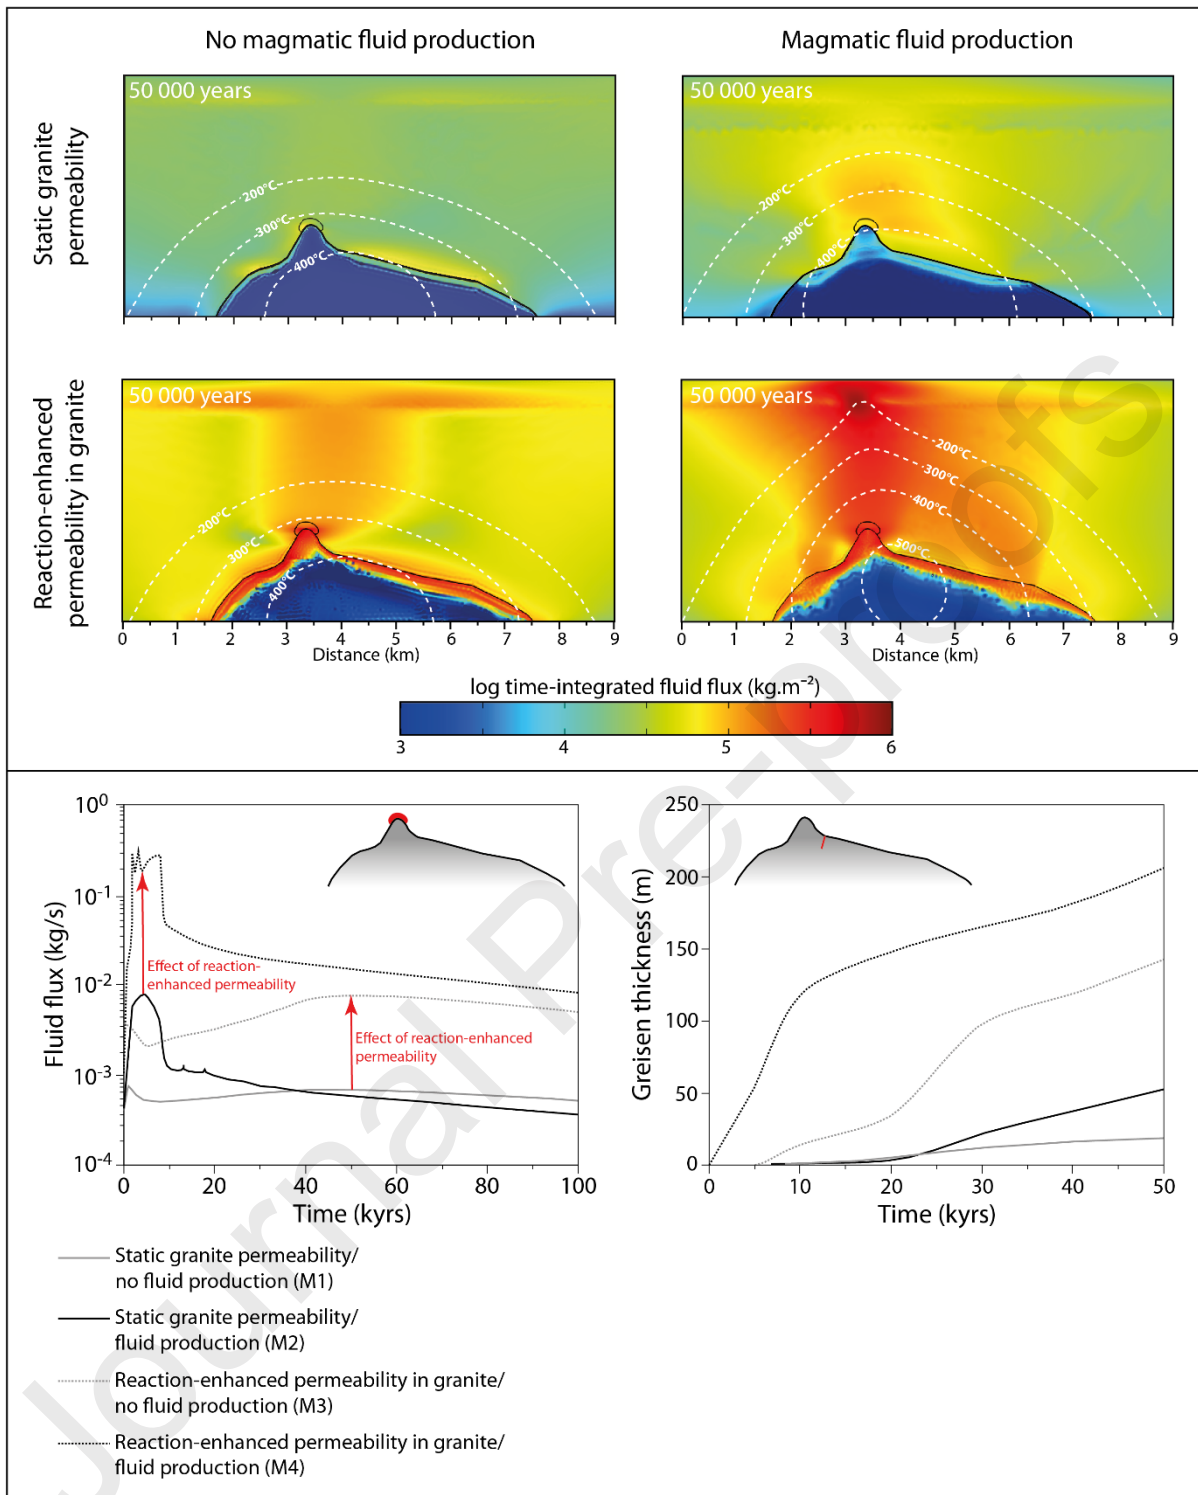 No magmatic fluid production
Magmatic fluid production
Static granite
permeability
50 000 years
200°C
300°C
400°C
50 000 years
200°C
300°C
400°C
Reaction-enhanced
permeability in granite
50 000 years
200°C
300°C
400°C
0 1 2 3 4 5 6 7 8 9
Distance (km)
50 000 years
200°C
300°C
400°C
500°C
0 1 2 3 4 5 6 7 8 9
Distance (km)
log time-integrated fluid flux (kg.m⁻²)
3 4 5 6
Fluid flux (kg/s)
10⁰
10⁻¹
10⁻²
10⁻³
10⁻⁴
Effect of reaction-
enhanced permeability
Effect of reaction-enhanced
permeability
0 20 40 60 80 100
Time (kyrs)
Greisen thickness (m)
250
200
150
100
50
0
0 10 20 30 40 50
Time (kyrs)
Static granite permeability/
no fluid production (M1)
Static granite permeability/
fluid production (M2)
Reaction-enhanced permeability in granite/
no fluid production (M3)
Reaction-enhanced permeability in granite/
fluid production (M4)
Journal Pre-proofs